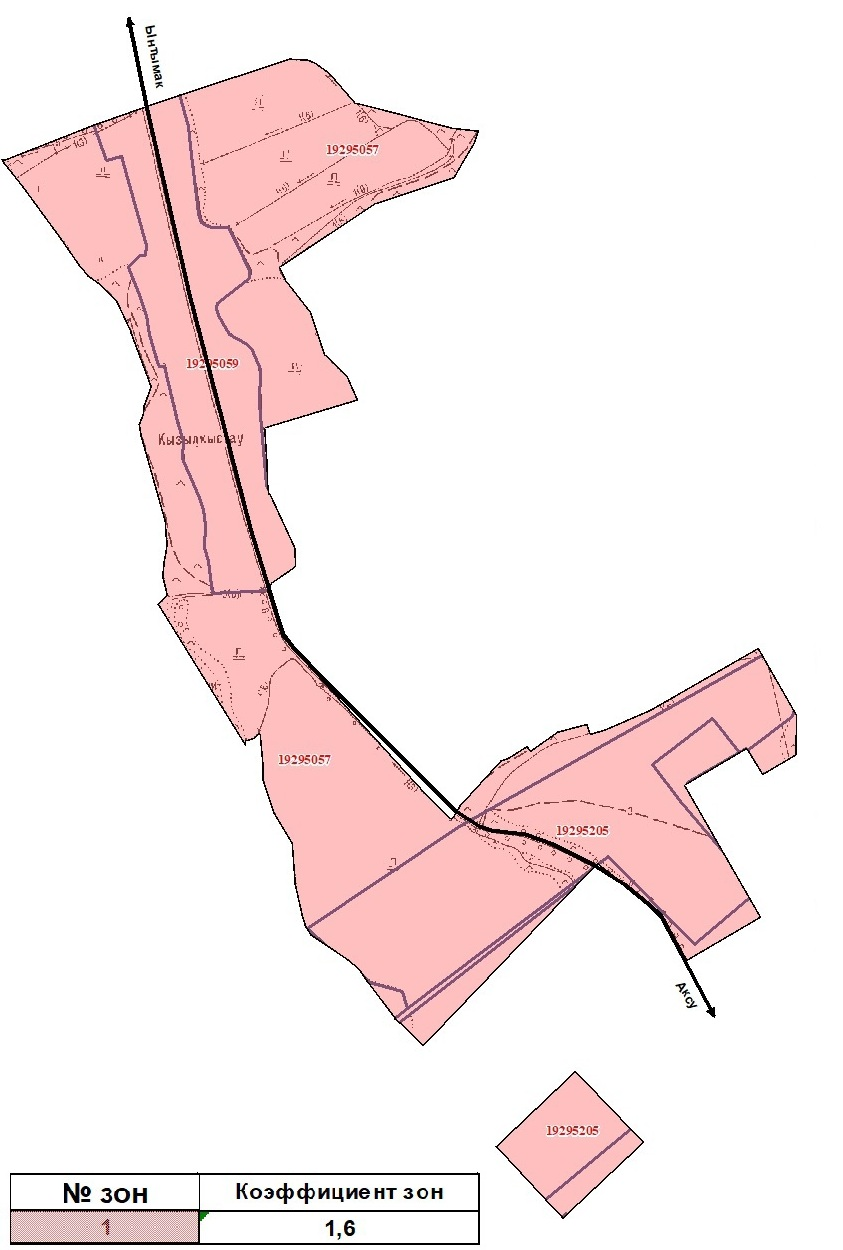 Ынтымак
19295057
19295059
Кызылкыстау
19295057
19295205
Аксу
19295205
№ зон Коэффициент зон
1 1,6